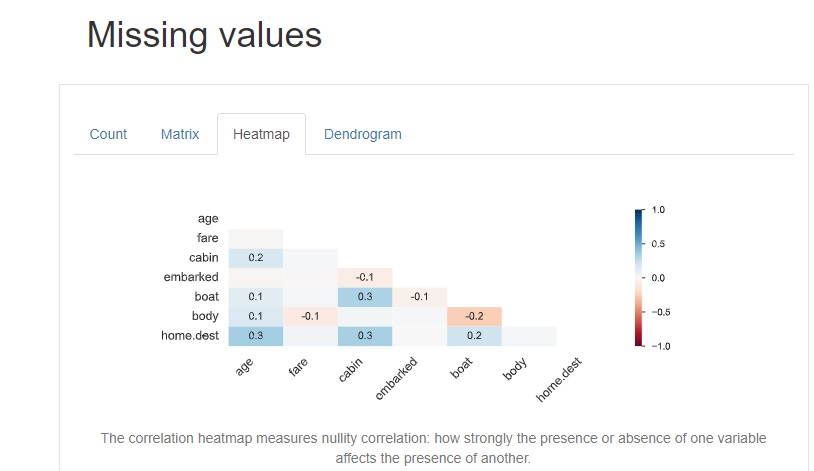 Missing values
Count Matrix Heatmap Dendrogram
age
fare
cabin 0.2
embarked -0.1
boat 0.1 0.3 -0.1
body 0.1 -0.1 -0.2
home.dest 0.3 0.3 0.2
age fare cabin embarked boat body home.dest
1.0
0.5
0.0
−0.5
−1.0
The correlation heatmap measures nullity correlation: how strongly the presence or absence of one variable
affects the presence of another.